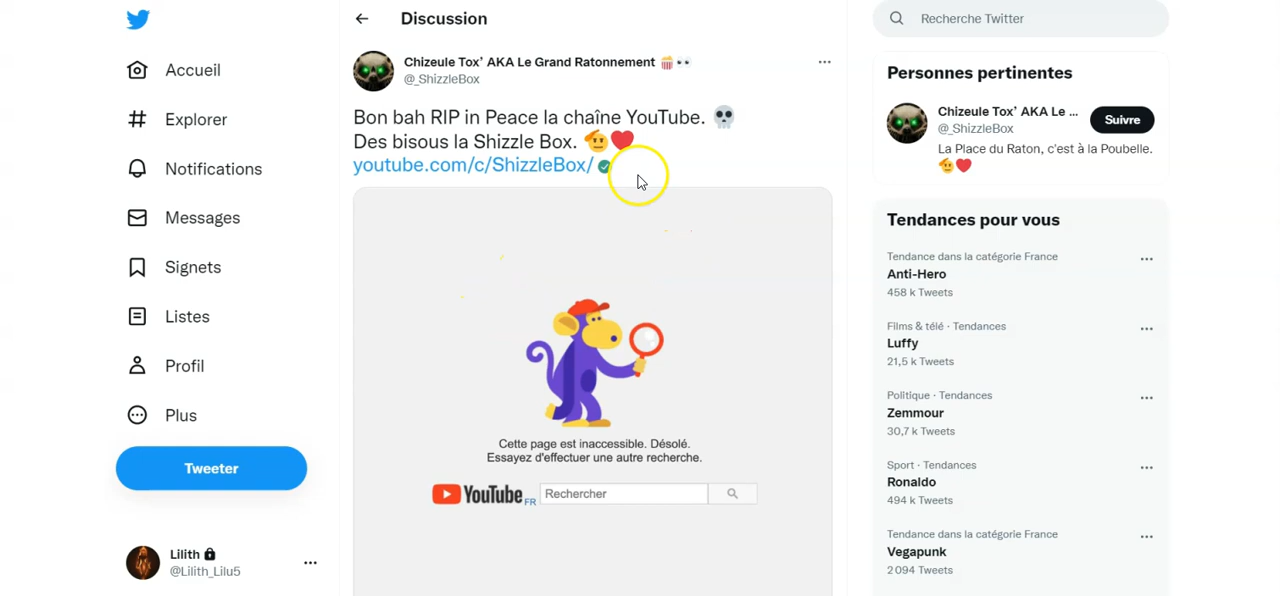 Discussion
Recherche Twitter
Accueil
Explorer
Notifications
Messages
Signets
Listes
Profil
Plus
Tweeter
Lilith
@Lilith_Lilu5
Chizeule Tox’ AKA Le Grand Ratonnement 🍿👀
@_ShizzleBox
Bon bah RIP in Peace la chaîne YouTube. 💀
Des bisous la Shizzle Box. 🫡❤️
youtube.com/c/ShizzleBox/
Cette page est inaccessible. Désolé.
Essayez d'effectuer une autre recherche.
YouTube FR
Rechercher
Personnes pertinentes
Chizeule Tox’ AKA Le ...
@_ShizzleBox
Suivre
La Place du Raton, c'est à la Poubelle.
🫡❤️
Tendances pour vous
Tendance dans la catégorie France
Anti-Hero
458 k Tweets
Films & télé · Tendances
Luffy
21,5 k Tweets
Politique · Tendances
Zemmour
30,7 k Tweets
Sport · Tendances
Ronaldo
494 k Tweets
Tendance dans la catégorie France
Vegapunk
2 094 Tweets